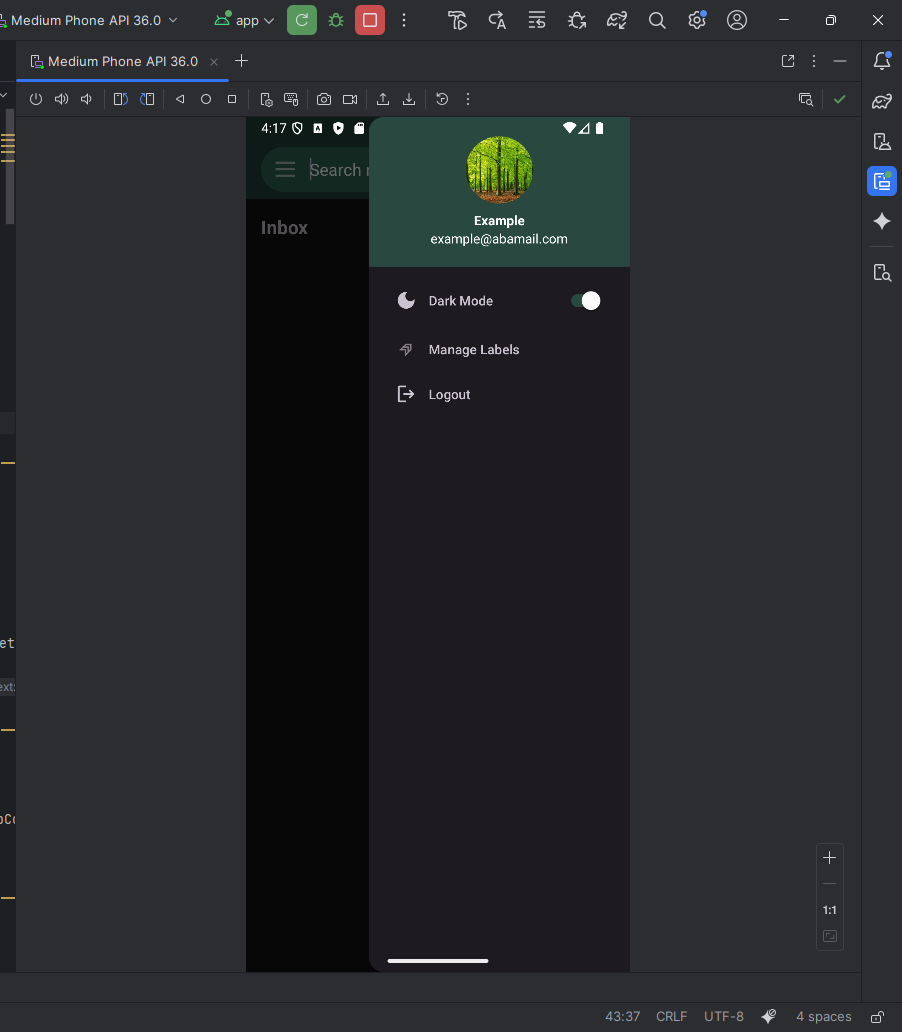 Medium Phone API 36.0
app
Medium Phone API 36.0
4:17
Search
Inbox
Example
example@abamail.com
Dark Mode
Manage Labels
Logout
et
ext:
1:1
43:37 CRLF UTF-8 4 spaces